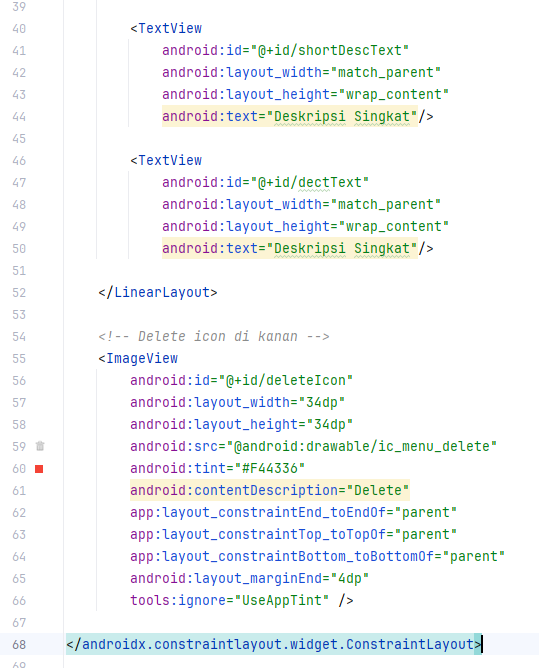 39
40 <TextView
41 android:id="@+id/shortDescText"
42 android:layout_width="match_parent"
43 android:layout_height="wrap_content"
44 android:text="Deskripsi Singkat"/>
45
46 <TextView
47 android:id="@+id/dectText"
48 android:layout_width="match_parent"
49 android:layout_height="wrap_content"
50 android:text="Deskripsi Singkat"/>
51
52 </LinearLayout>
53
54 <!-- Delete icon di kanan -->
55 <ImageView
56 android:id="@+id/deleteIcon"
57 android:layout_width="34dp"
58 android:layout_height="34dp"
59 android:src="@android:drawable/ic_menu_delete"
60 android:tint="#F44336"
61 android:contentDescription="Delete"
62 app:layout_constraintEnd_toEndOf="parent"
63 app:layout_constraintTop_toTopOf="parent"
64 app:layout_constraintBottom_toBottomOf="parent"
65 android:layout_marginEnd="4dp"
66 tools:ignore="UseAppTint" />
67
68 </androidx.constraintlayout.widget.ConstraintLayout>
69